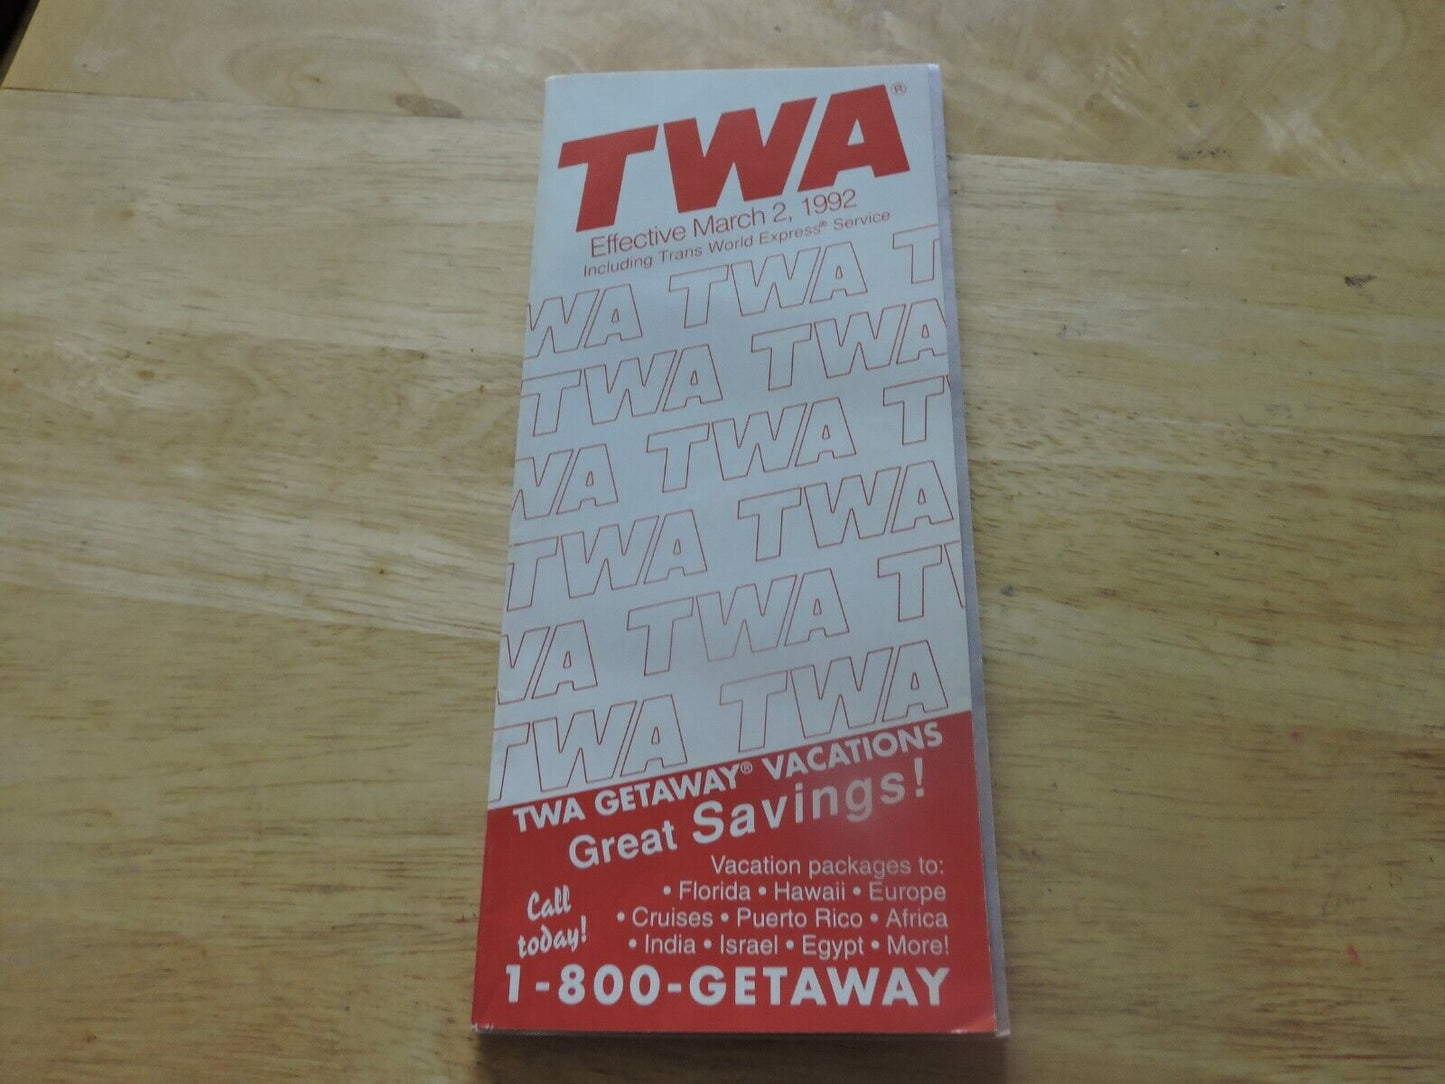 TWA®
Effective March 2, 1992
Including Trans World Express® Service
WA TWA T
TWA TWA
WA TWA T
TWA TWA
WA TWA T
TWA TWA
TWA GETAWAY® VACATIONS
Great Savings!
Vacation packages to:
• Florida • Hawaii • Europe
• Cruises • Puerto Rico • Africa
• India • Israel • Egypt • More!
Call
today!
1-800-GETAWAY